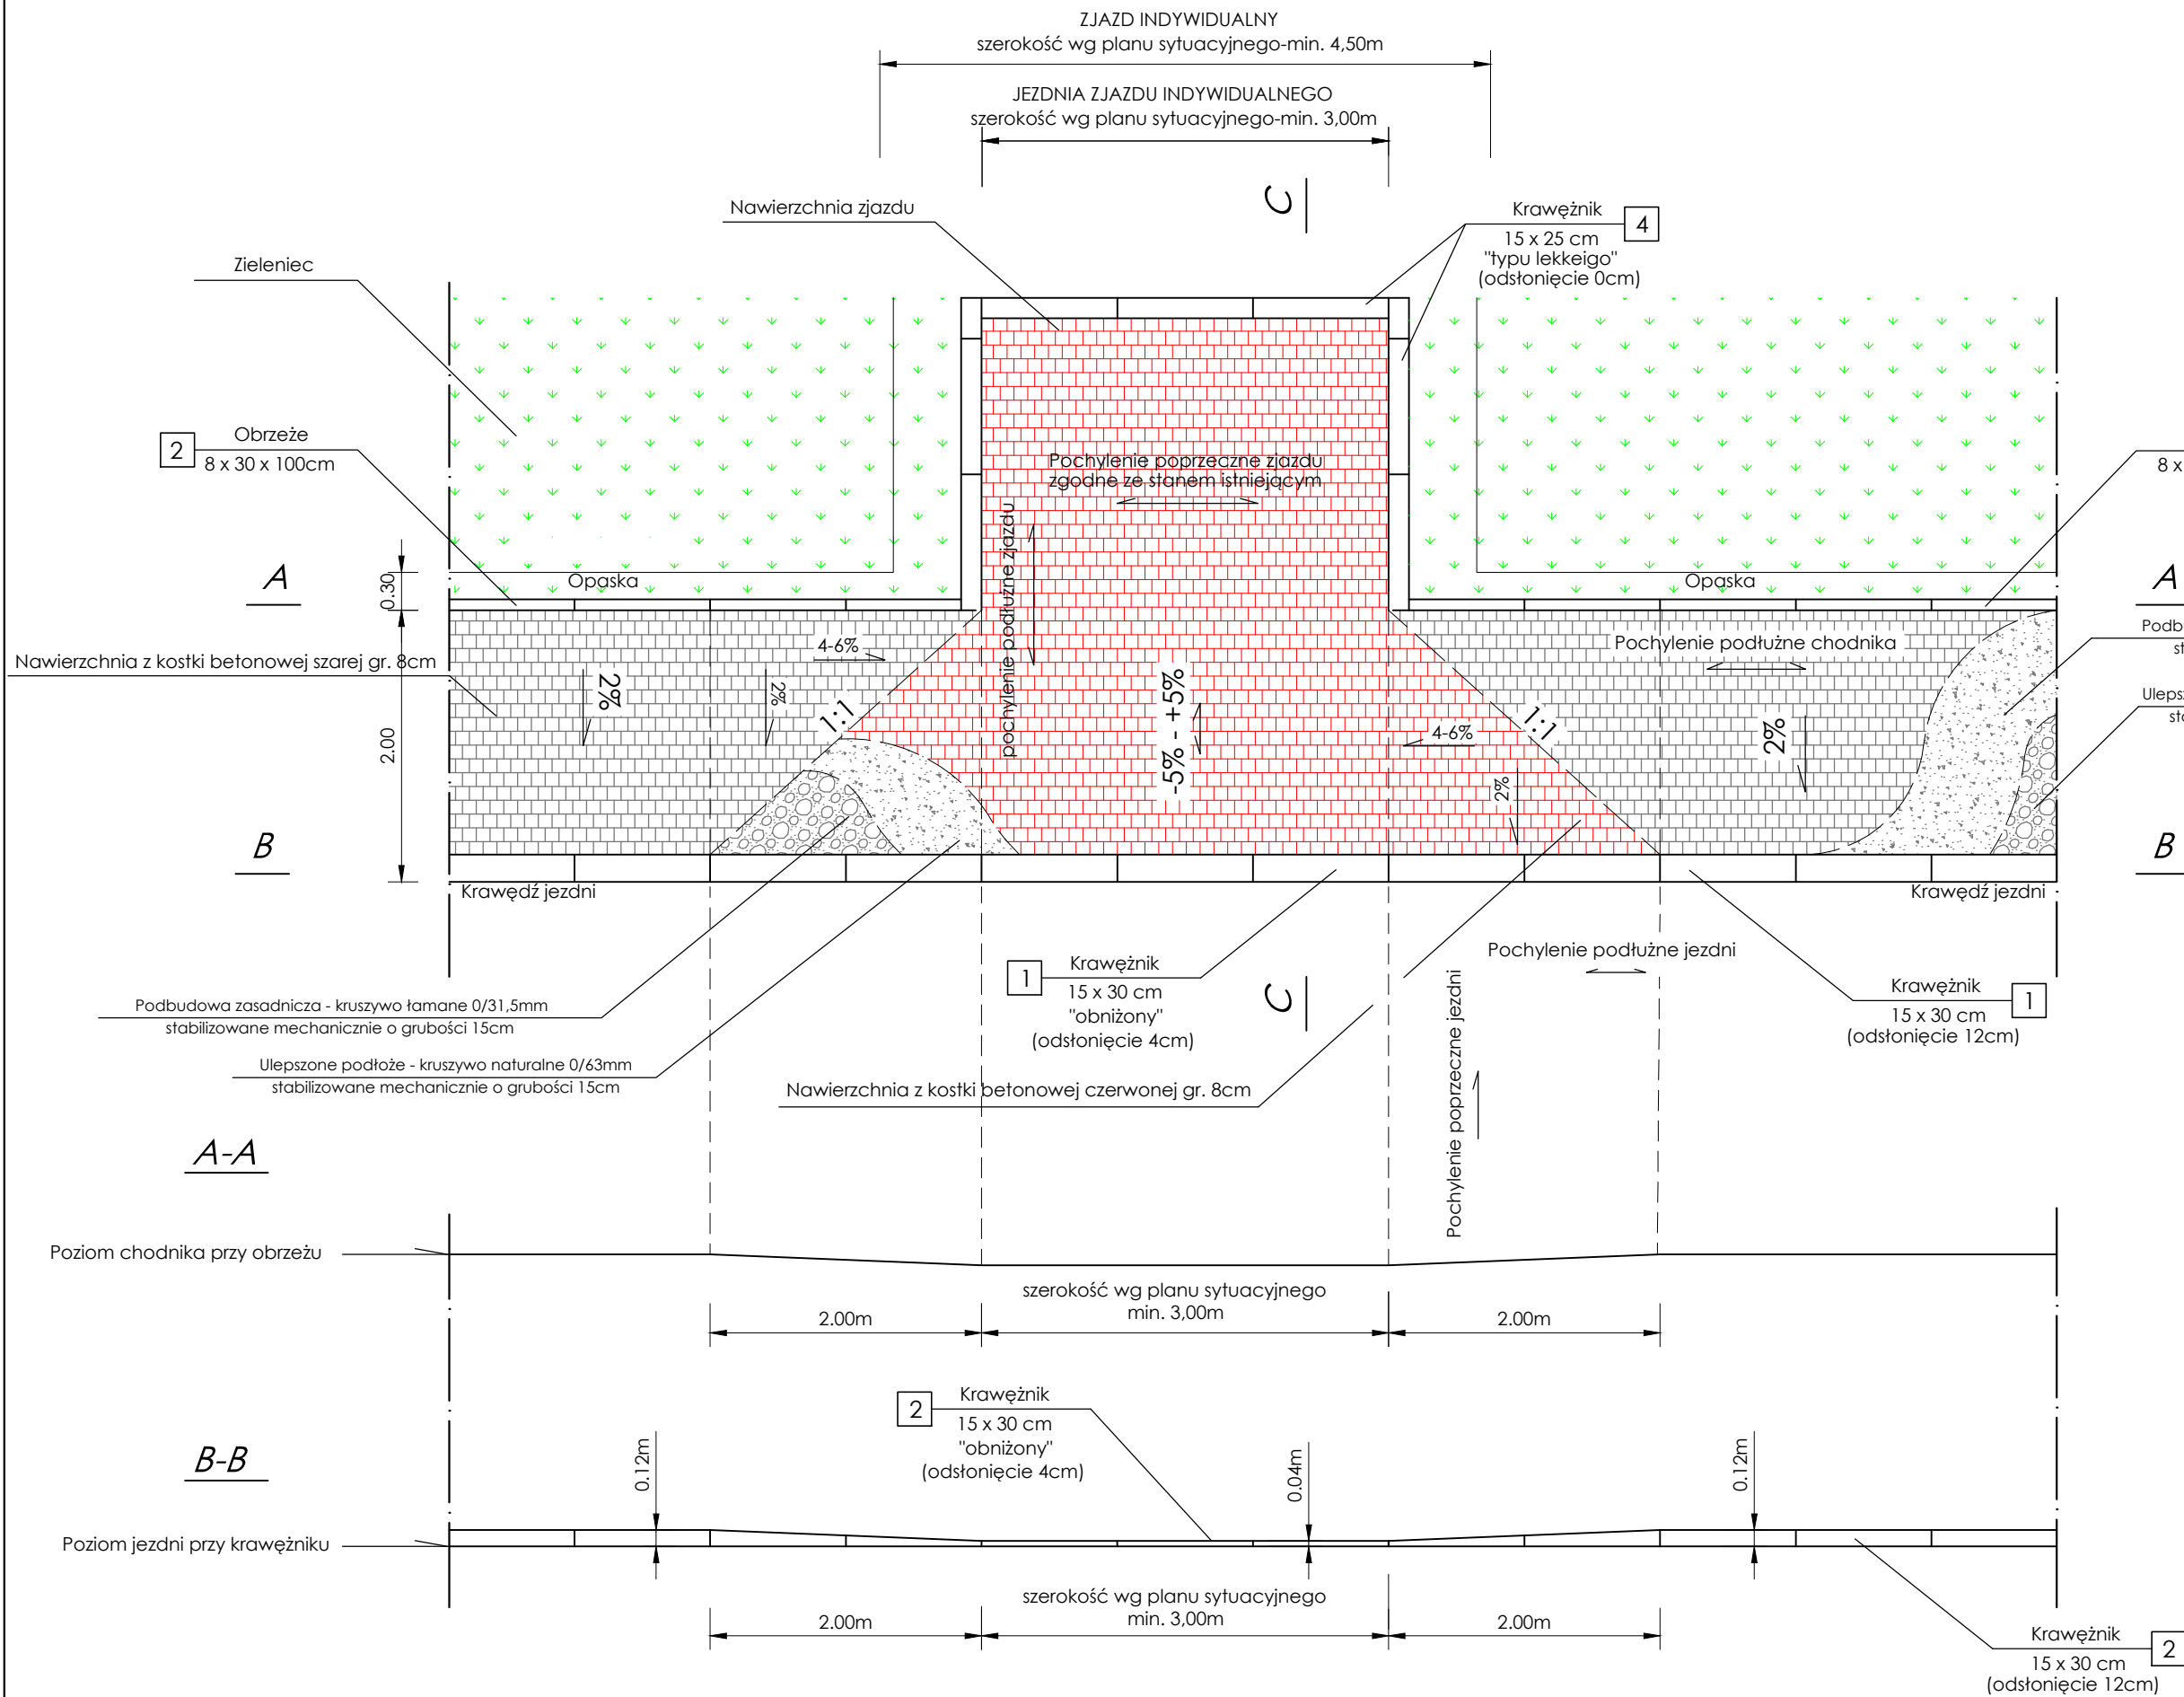 ZJAZD INDYWIDUALNY
szerokość wg planu sytuacyjnego-min. 4,50m
JEZDNIA ZJAZDU INDYWIDUALNEGO
szerokość wg planu sytuacyjnego-min. 3,00m
C
Nawierzchnia zjazdu
Krawężnik
4
15 x 25 cm
"typu lekkeigo"
(odsłonięcie 0cm)
Zieleniec
2
Obrzeże
8 x 30 x 100cm
8 x
Pochylenie poprzeczne zjazdu
zgodne ze stanem istniejącym
pochylenie podłużne zjazdu
A
0.30
Opaska
Opaska
A
Nawierzchnia z kostki betonowej szarej gr. 8cm
4-6%
Pochylenie podłużne chodnika
Podb
st
2%
2%
1:1
-5% - +5%
4-6%
1:1
2%
2%
Uleps
sta
2.00
B
B
Krawędź jezdni
Krawędź jezdni
Pochylenie podłużne jezdni
1
Krawężnik
15 x 30 cm
"obniżony"
(odsłonięcie 4cm)
C
Krawężnik
1
15 x 30 cm
(odsłonięcie 12cm)
Podbudowa zasadnicza - kruszywo łamane 0/31,5mm
stabilizowane mechanicznie o grubości 15cm
Ulepszone podłoże - kruszywo naturalne 0/63mm
stabilizowane mechanicznie o grubości 15cm
Nawierzchnia z kostki betonowej czerwonej gr. 8cm
Pochylenie poprzeczne jezdni
A-A
Poziom chodnika przy obrzeżu
szerokość wg planu sytuacyjnego
min. 3,00m
2.00m
2.00m
2
Krawężnik
15 x 30 cm
"obniżony"
(odsłonięcie 4cm)
B-B
0.12m
0.04m
0.12m
Poziom jezdni przy krawężniku
szerokość wg planu sytuacyjnego
min. 3,00m
2.00m
2.00m
Krawężnik
2
15 x 30 cm
(odsłonięcie 12cm)